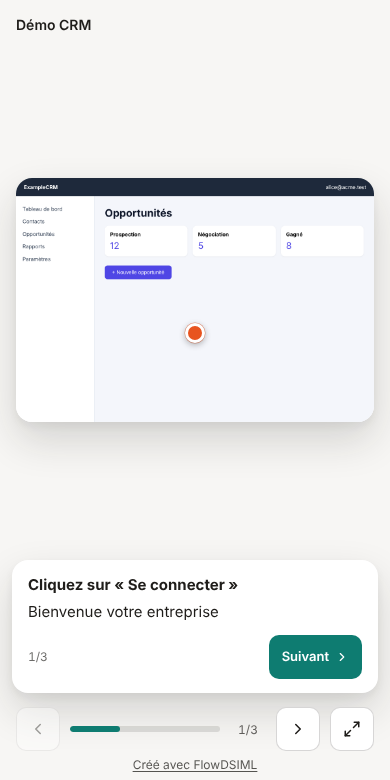 Démo CRM
ExampleCRM
alice@acme.test
Tableau de bord
Contacts
Opportunités
Rapports
Paramètres
Opportunités
Prospection
12
Négociation
5
Gagné
8
+ Nouvelle opportunité
Cliquez sur « Se connecter »
Bienvenue votre entreprise
1/3
Suivant
1/3
Créé avec FlowDSIML